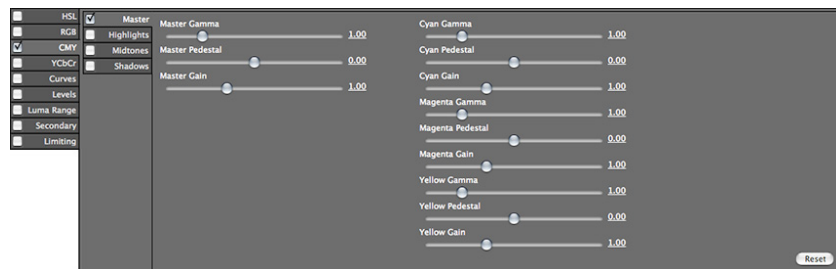 HSL
RGB
CMY
YCbCr
Curves
Levels
Luma Range
Secondary
Limiting
Master
Highlights
Midtones
Shadows
Master Gamma
1.00
Master Pedestal
0.00
Master Gain
1.00
Cyan Gamma
1.00
Cyan Pedestal
0.00
Cyan Gain
1.00
Magenta Gamma
1.00
Magenta Pedestal
0.00
Magenta Gain
1.00
Yellow Gamma
1.00
Yellow Pedestal
0.00
Yellow Gain
1.00
Reset